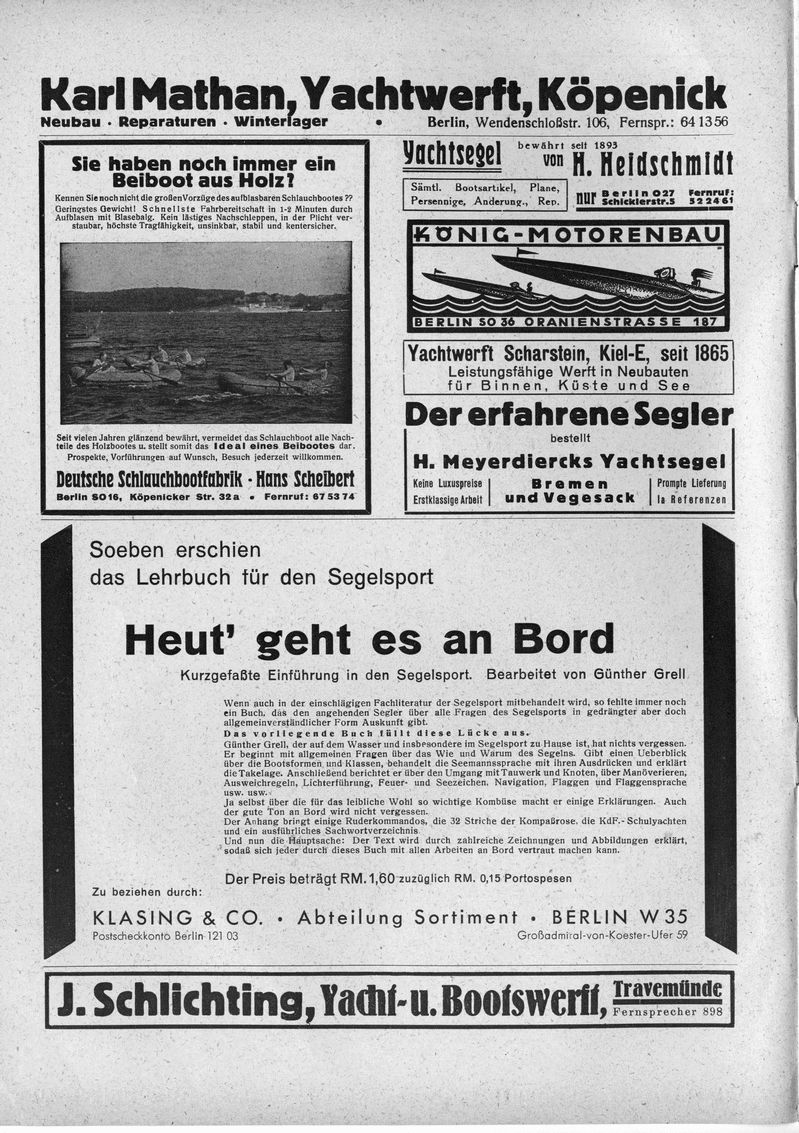 Karl Mathan, Yachtwerft, Köpenick
Neubau · Reparaturen · Winterlager • Berlin, Wendenschloßstr. 106, Fernspr.: 64 13 56
Sie haben noch immer ein
Beiboot aus Holz?
Kennen Sie noch nicht die großen Vorzüge des aufblasbaren Schlauchbootes ??
Geringstes Gewicht! Schnellste Fahrbereitschaft in 1-2 Minuten durch
Aufblasen mit Blasebalg. Kein lästiges Nachschleppen, in der Plicht ver-
staubar, höchste Tragfähigkeit, unsinkbar, stabil und kentersicher.
Seit vielen Jahren glänzend bewährt, vermeidet das Schlauchboot alle Nach-
teile des Holzbootes u. stellt somit das Ideal eines Beibootes dar.
Prospekte, Vorführungen auf Wunsch, Besuch jederzeit willkommen.
Deutsche Schlauchbootfabrik · Hans Scheibert
Berlin SO16, Köpenicker Str. 32a • Fernruf: 67 53 74
Yachtsegel bewährt seit 1893 von H. Heidschmidt
Sämtl. Bootsartikel, Plane,
Persennige, Änderung., Rep.
nur Berlin O27 Fernruf:
Schicklerstr. 5 52 24 61
KÖNIG-MOTORENBAU
BERLIN SO 36 ORANIENSTRASSE 187
Yachtwerft Scharstein, Kiel-E, seit 1865
Leistungsfähige Werft in Neubauten
für Binnen, Küste und See
Der erfahrene Segler
bestellt
H. Meyerdiercks Yachtsegel
Keine Luxuspreise
Erstklassige Arbeit
Bremen
und Vegesack
Prompte Lieferung
Ia Referenzen
Soeben erschien
das Lehrbuch für den Segelsport
Heut' geht es an Bord
Kurzgefaßte Einführung in den Segelsport. Bearbeitet von Günther Grell
Wenn auch in der einschlägigen Fachliteratur der Segelsport mitbehandelt wird, so fehlte immer noch
ein Buch, das den angehenden Segler über alle Fragen des Segelsports in gedrängter aber doch
allgemeinverständlicher Form Auskunft gibt.
Das vorliegende Buch füllt diese Lücke aus.
Günther Grell, der auf dem Wasser und insbesondere im Segelsport zu Hause ist, hat nichts vergessen.
Er beginnt mit allgemeinen Fragen über das Wie und Warum des Segelns. Gibt einen Ueberblick
über die Bootsformen und Klassen, behandelt die Seemannssprache mit ihren Ausdrücken und erklärt
die Takelage. Anschließend berichtet er über den Umgang mit Tauwerk und Knoten, über Manöverieren,
Ausweichregeln, Lichterführung, Feuer- und Seezeichen, Navigation, Flaggen und Flaggensprache
usw. usw.
Ja selbst über die für das leibliche Wohl so wichtige Kombüse macht er einige Erklärungen. Auch
der gute Ton an Bord wird nicht vergessen.
Der Anhang bringt einige Ruderkommandos, die 32 Striche der Kompaßrose, die KdF.-Schulyachten
und ein ausführliches Sachwortverzeichnis
Und nun die Hauptsache: Der Text wird durch zahlreiche Zeichnungen und Abbildungen erklärt,
sodaß sich jeder durch dieses Buch mit allen Arbeiten an Bord vertraut machen kann.
Der Preis beträgt RM. 1,60 zuzüglich RM. 0,15 Portospesen
Zu beziehen durch:
KLASING & CO. • Abteilung Sortiment • BERLIN W 35
Postscheckkonto Berlin 121 03 Großadmiral-von-Koester-Ufer 59
J. Schlichting, Yacht- u. Bootswerft, Travemünde
Fernsprecher 898